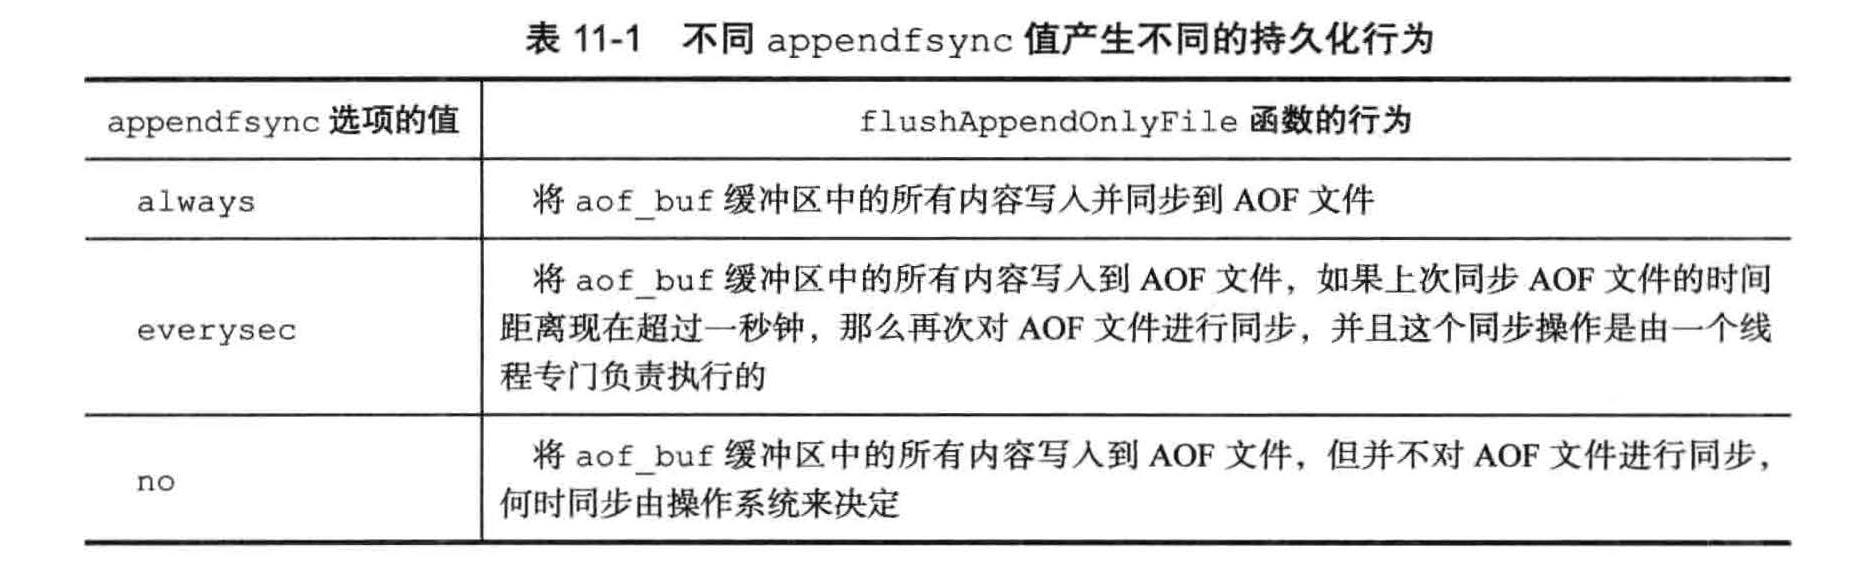 表 11-1 不同 appendfsync 值产生不同的持久化行为
appendfsync 选项的值
flushAppendOnlyFile 函数的行为
always
将 aof_buf 缓冲区中的所有内容写入并同步到 AOF 文件
everysec
将 aof_buf 缓冲区中的所有内容写入到 AOF 文件，如果上次同步 AOF 文件的时间
距离现在超过一秒钟，那么再次对 AOF 文件进行同步，并且这个同步操作是由一个线
程专门负责执行的
no
将 aof_buf 缓冲区中的所有内容写入到 AOF 文件，但并不对 AOF 文件进行同步，
何时同步由操作系统来决定